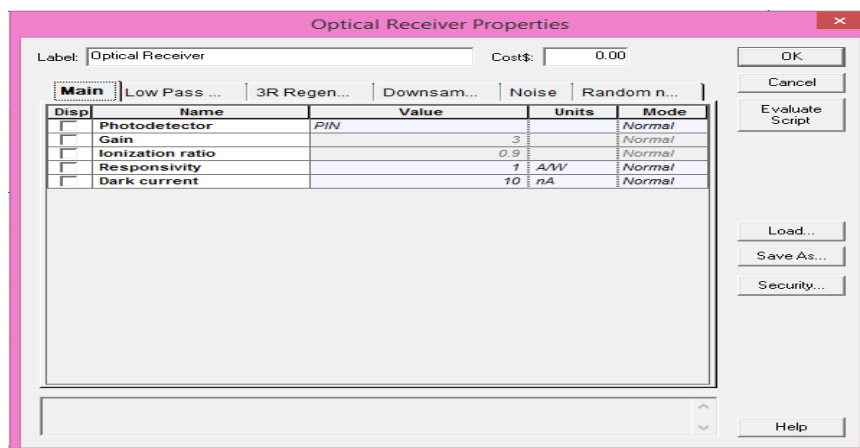 Optical Receiver Properties
Label: Optical Receiver Cost$: 0.00 OK
Cancel
Main Low Pass ... 3R Regen... Downsam... Noise Random n...
Evaluate Script
Disp Name Value Units Mode
Photodetector PIN Normal
Gain 3 Normal
Ionization ratio 0.9 Normal
Responsivity 1 A/W Normal
Dark current 10 nA Normal
Load...
Save As...
Security...
Help